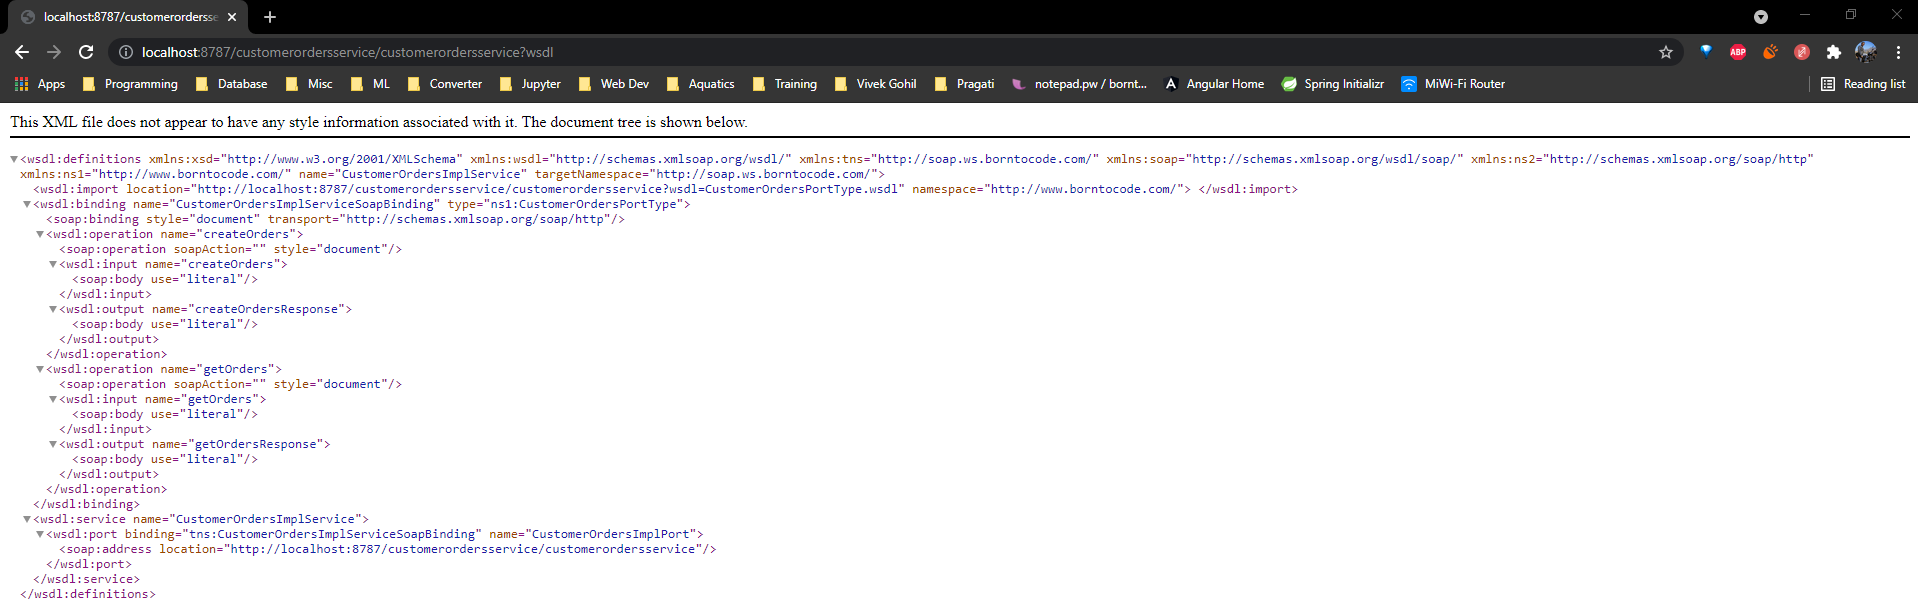 localhost:8787/customerordersse
localhost:8787/customerordersservice/customerordersservice?wsdl
ABP
Apps Programming Database Misc ML Converter Jupyter Web Dev Aquatics Training Vivek Gohil Pragati notepad.pw / bornt... Angular Home Spring Initializr MiWi-Fi Router Reading list
This XML file does not appear to have any style information associated with it. The document tree is shown below.
<wsdl:definitions xmlns:xsd="http://www.w3.org/2001/XMLSchema" xmlns:wsdl="http://schemas.xmlsoap.org/wsdl/" xmlns:tns="http://soap.ws.borntocode.com/" xmlns:soap="http://schemas.xmlsoap.org/wsdl/soap/" xmlns:ns2="http://schemas.xmlsoap.org/soap/http"
xmlns:ns1="http://www.borntocode.com/" name="CustomerOrdersImplService" targetNamespace="http://soap.ws.borntocode.com/">
<wsdl:import location="http://localhost:8787/customerordersservice/customerordersservice?wsdl=CustomerOrdersPortType.wsdl" namespace="http://www.borntocode.com/"> </wsdl:import>
<wsdl:binding name="CustomerOrdersImplServiceSoapBinding" type="ns1:CustomerOrdersPortType">
<soap:binding style="document" transport="http://schemas.xmlsoap.org/soap/http"/>
<wsdl:operation name="createOrders">
<soap:operation soapAction="" style="document"/>
<wsdl:input name="createOrders">
<soap:body use="literal"/>
</wsdl:input>
<wsdl:output name="createOrdersResponse">
<soap:body use="literal"/>
</wsdl:output>
</wsdl:operation>
<wsdl:operation name="getOrders">
<soap:operation soapAction="" style="document"/>
<wsdl:input name="getOrders">
<soap:body use="literal"/>
</wsdl:input>
<wsdl:output name="getOrdersResponse">
<soap:body use="literal"/>
</wsdl:output>
</wsdl:operation>
</wsdl:binding>
<wsdl:service name="CustomerOrdersImplService">
<wsdl:port binding="tns:CustomerOrdersImplServiceSoapBinding" name="CustomerOrdersImplPort">
<soap:address location="http://localhost:8787/customerordersservice/customerordersservice"/>
</wsdl:port>
</wsdl:service>
</wsdl:definitions>